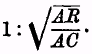 1 : √(AR/AC).